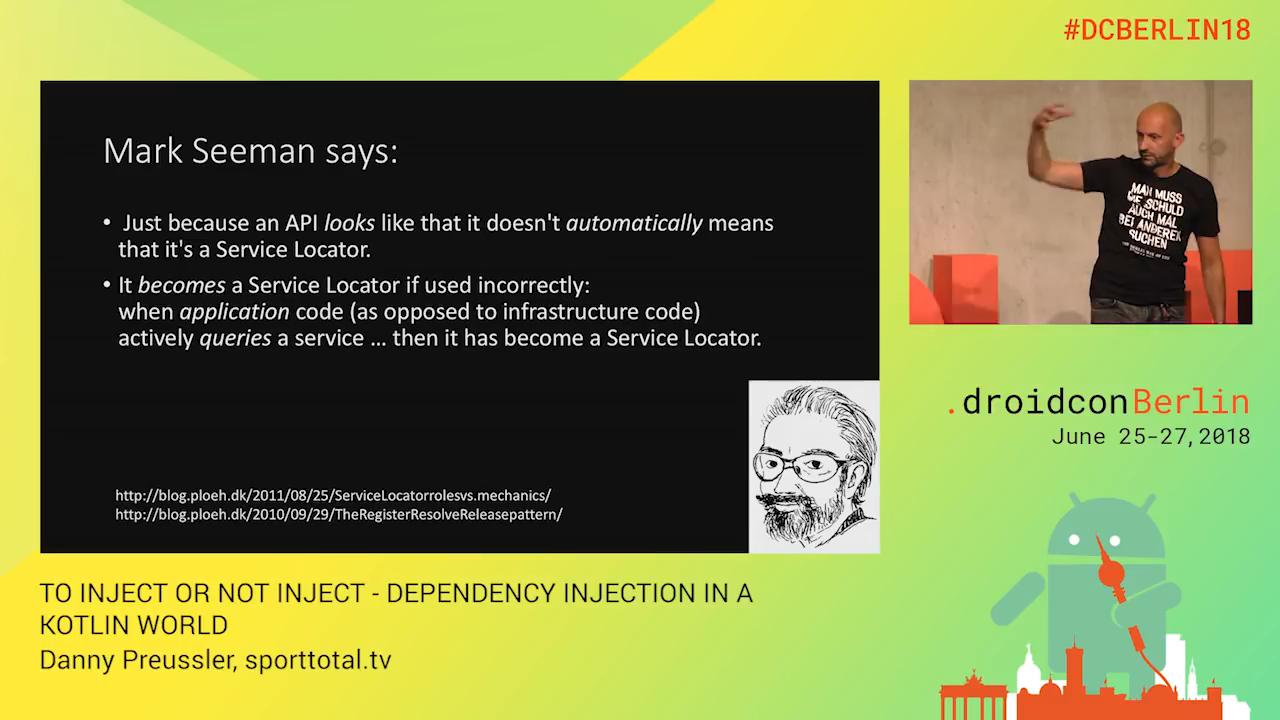 #DCBERLIN18
Mark Seeman says:
• Just because an API looks like that it doesn't automatically means
that it's a Service Locator.
• It becomes a Service Locator if used incorrectly:
when application code (as opposed to infrastructure code)
actively queries a service ... then it has become a Service Locator.
http://blog.ploeh.dk/2011/08/25/ServiceLocatorrolesvs.mechanics/
http://blog.ploeh.dk/2010/09/29/TheRegisterResolveReleasepattern/
MAN MUSS
DIE SCHULD
AUCH MAL
BEI ANDEREN
SUCHEN
.droidconBerlin
June 25-27,2018
TO INJECT OR NOT INJECT - DEPENDENCY INJECTION IN A
KOTLIN WORLD
Danny Preussler, sporttotal.tv